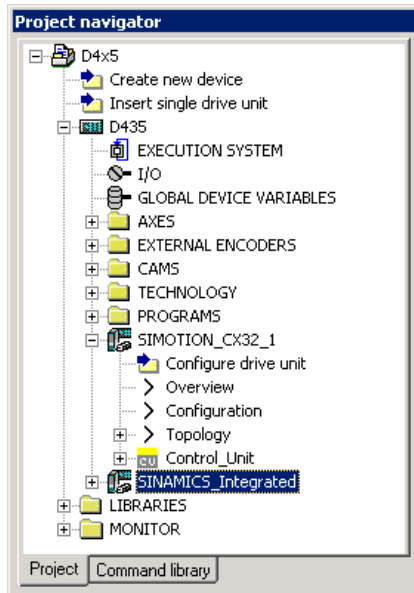 Project navigator
D4x5
Create new device
Insert single drive unit
D435
EXECUTION SYSTEM
I/O
GLOBAL DEVICE VARIABLES
AXES
EXTERNAL ENCODERS
CAMS
TECHNOLOGY
PROGRAMS
SIMOTION_CX32_1
Configure drive unit
Overview
Configuration
Topology
CU Control_Unit
SINAMICS_Integrated
LIBRARIES
MONITOR
Project Command library